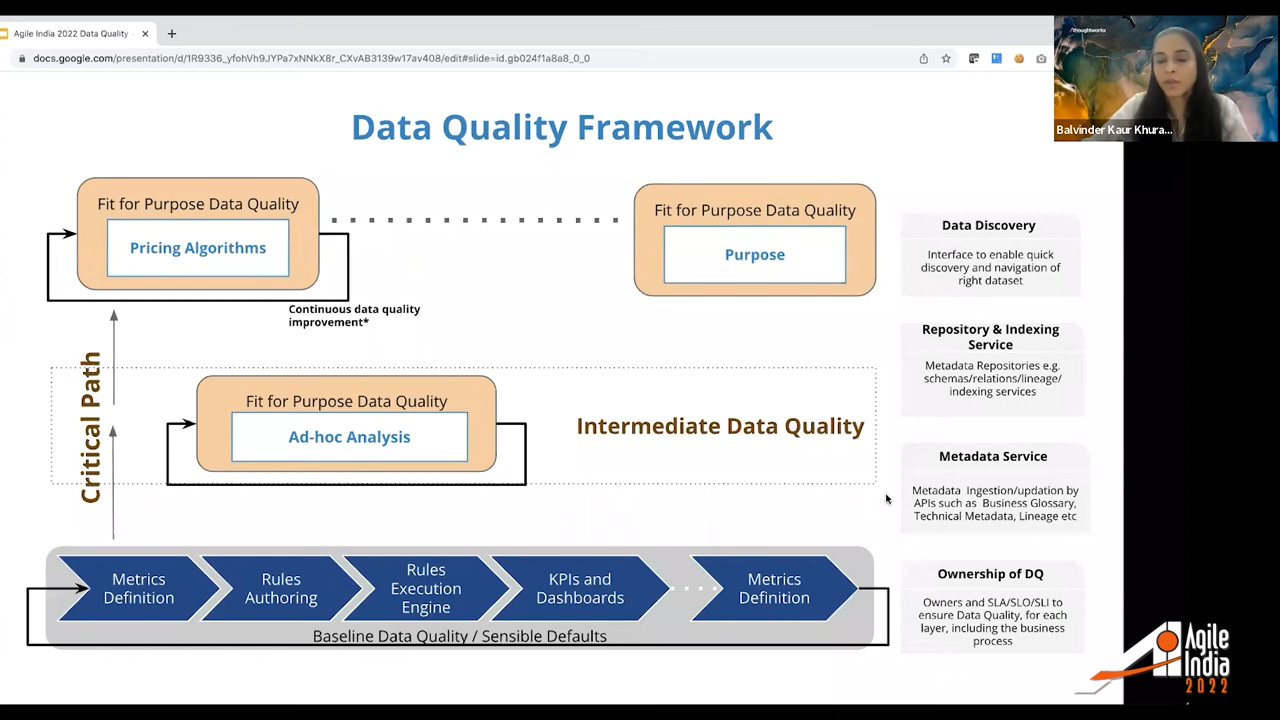 Agile India 2022 Data Quality
docs.google.com/presentation/d/1R9336_yfohVh9JYPa7xNNkX8r_CXvAB3139w17av408/edit#slide=id.gb024f1a8a8_0_0
/thoughtworks
Balvinder Kaur Khura...
Data Quality Framework
Fit for Purpose Data Quality
Pricing Algorithms
Fit for Purpose Data Quality
Purpose
Continuous data quality
improvement*
Critical Path
Fit for Purpose Data Quality
Ad-hoc Analysis
Intermediate Data Quality
Metrics
Definition
Rules
Authoring
Rules
Execution
Engine
KPIs and
Dashboards
Metrics
Definition
Baseline Data Quality / Sensible Defaults
Data Discovery
Interface to enable quick
discovery and navigation of
right dataset
Repository & Indexing
Service
Metadata Repositories e.g.
schemas/relations/lineage/
indexing services
Metadata Service
Metadata Ingestion/updation by
APIs such as Business Glossary,
Technical Metadata, Lineage etc
Ownership of DQ
Owners and SLA/SLO/SLI to
ensure Data Quality, for each
layer, including the business
process
Agile
India
2022